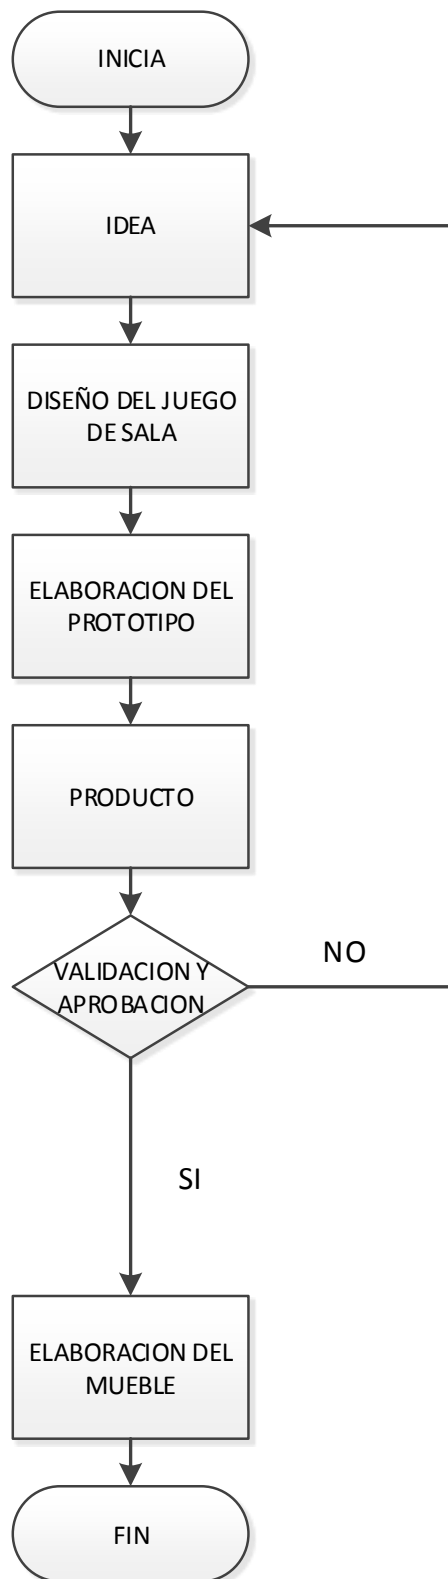 INICIA
IDEA
DISEÑO DEL JUEGO
DE SALA
ELABORACION DEL
PROTOTIPO
PRODUCTO
VALIDACION Y
APROBACION
NO
SI
ELABORACION DEL
MUEBLE
FIN